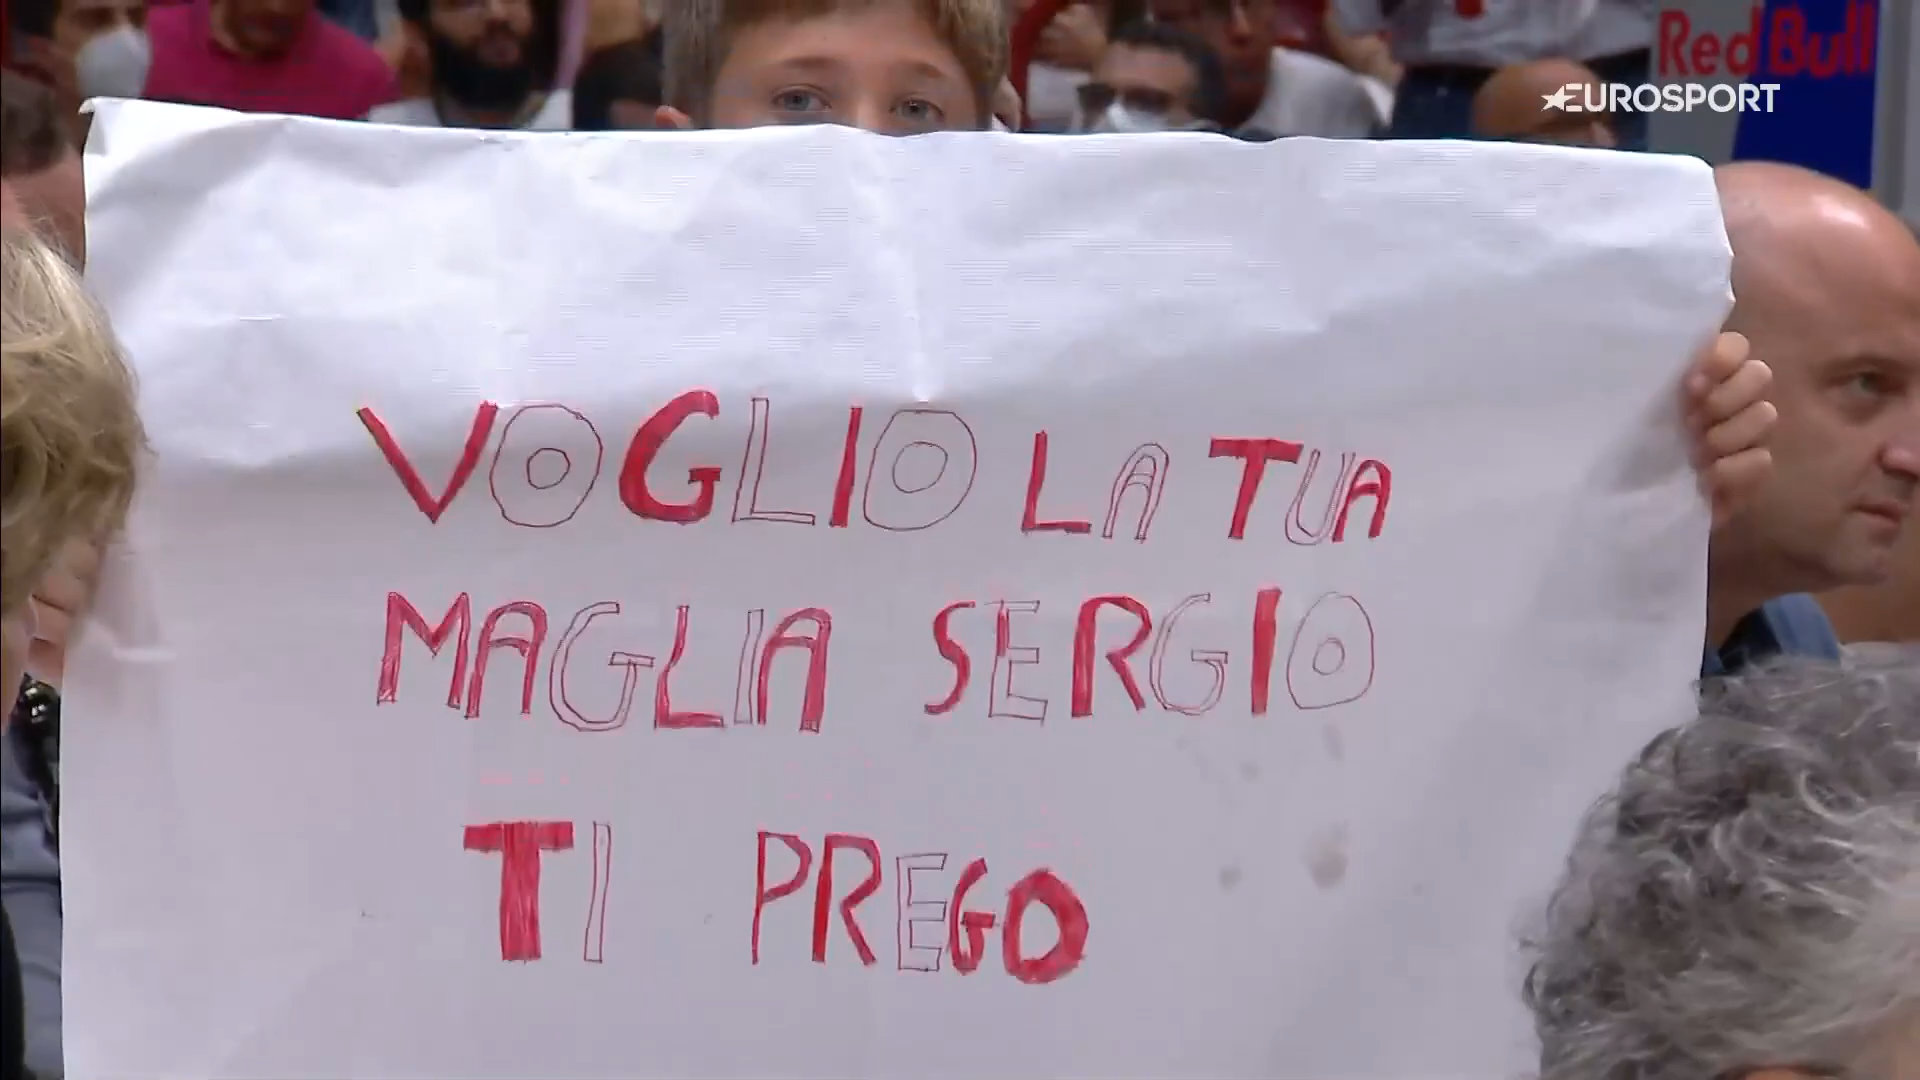 Red Bull
EUROSPORT
VOGLIO LA TUA
MAGLIA SERGIO
TI PREGO